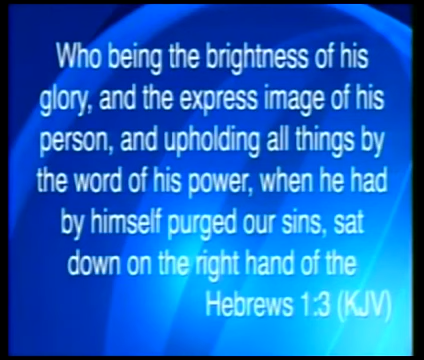 Who being the brightness of his
glory, and the express image of his
person, and upholding all things by
the word of his power, when he had
by himself purged our sins, sat
down on the right hand of the
Hebrews 1:3 (KJV)